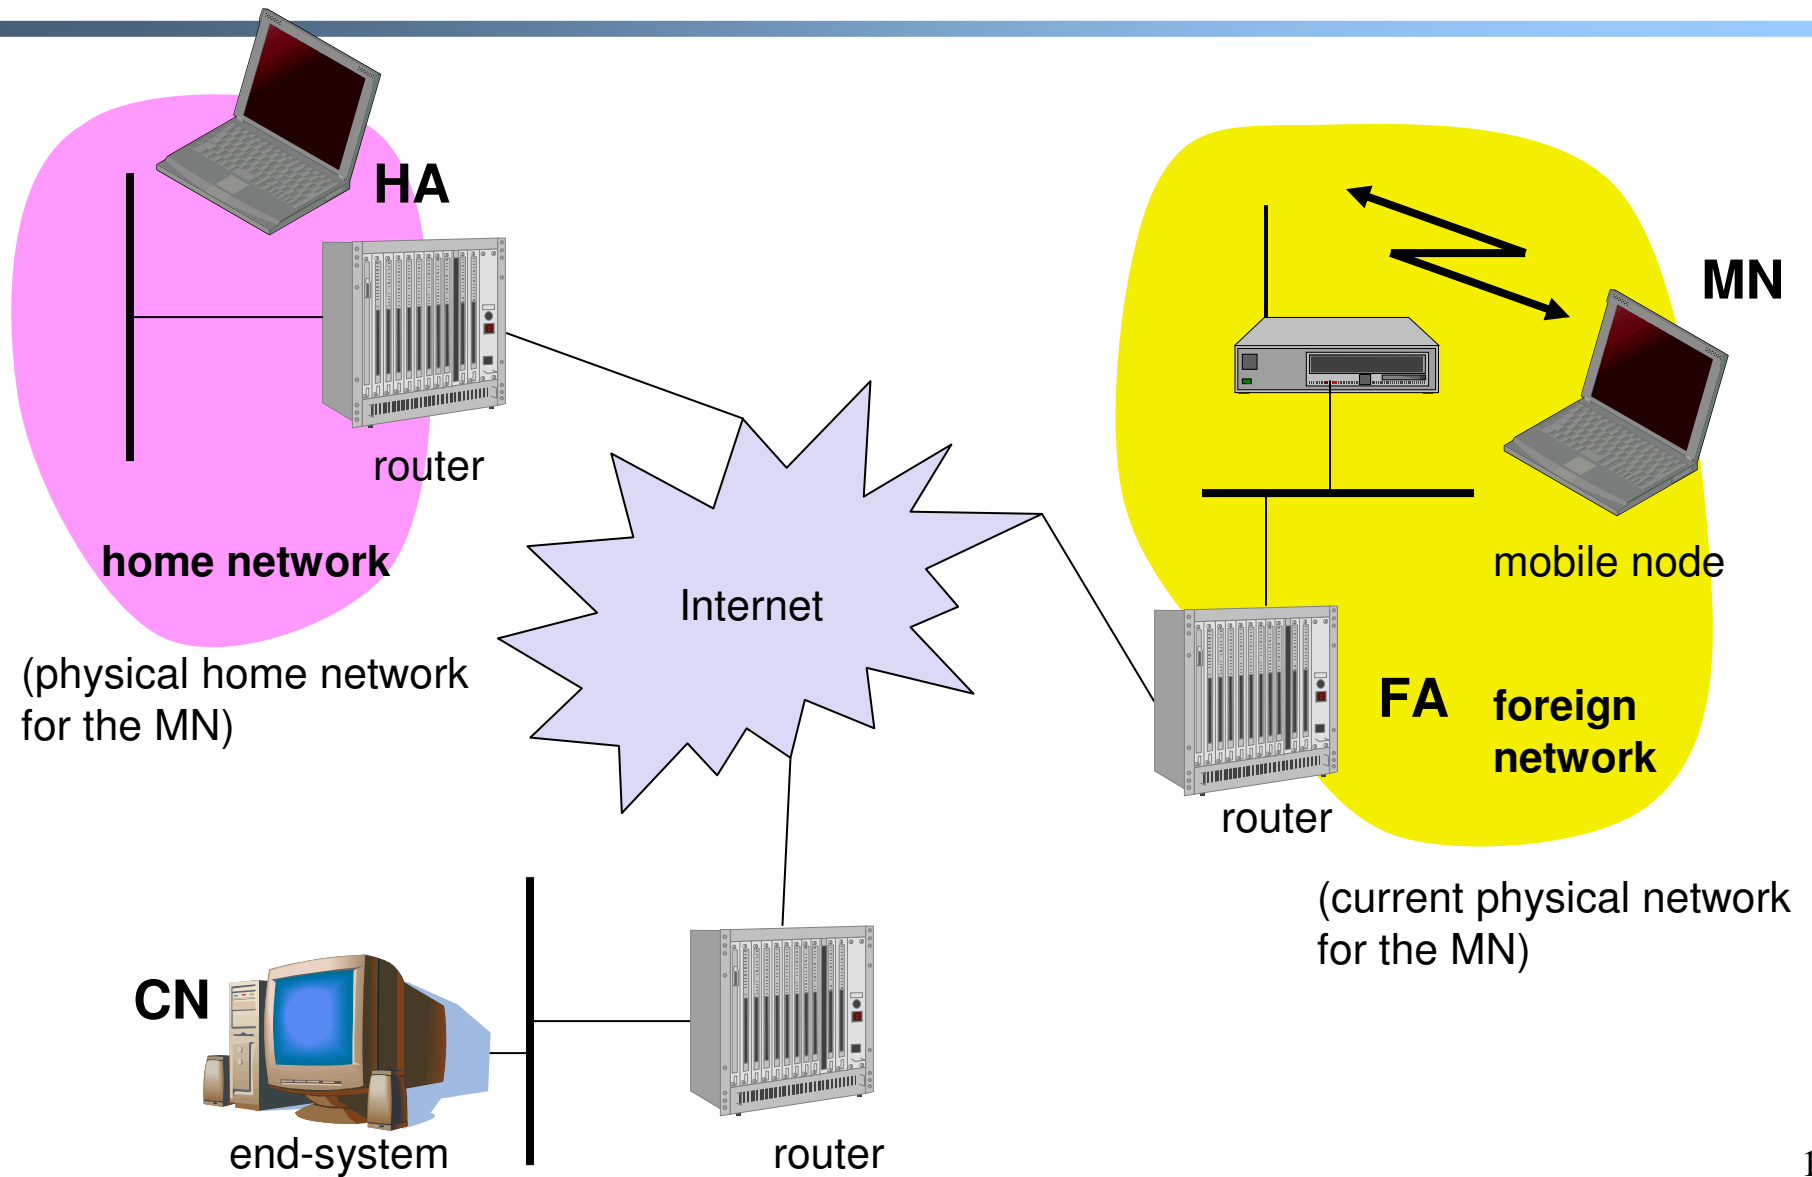 HA
router
home network
(physical home network
for the MN)
Internet
MN
mobile node
FA
foreign
network
router
(current physical network
for the MN)
CN
end-system
router
1